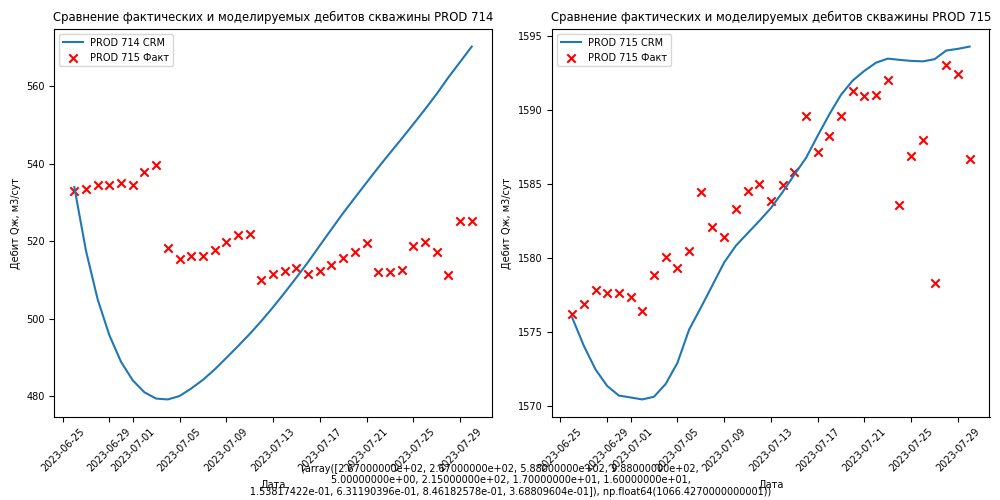 Сравнение фактических и моделируемых дебитов скважины PROD 714
PROD 714 CRM
PROD 715 Факт
Дебит Qж, м3/сут
560
540
520
500
480
2023-06-25
2023-06-29
2023-07-01
2023-07-05
2023-07-09
2023-07-13
2023-07-17
2023-07-21
2023-07-25
2023-07-29
Дата
Сравнение фактических и моделируемых дебитов скважины PROD 715
PROD 715 CRM
PROD 715 Факт
Дебит Qж, м3/сут
1595
1590
1585
1580
1575
1570
2023-06-25
2023-06-29
2023-07-01
2023-07-05
2023-07-09
2023-07-13
2023-07-17
2023-07-21
2023-07-25
2023-07-29
Дата
5.00000000e+00, 2.15000000e+02, 1.70000000e+01, 1.60000000e+01,
1.53817422e-01, 6.31190396e-01, 8.46182578e-01, 3.68809604e-01]), np.float64(1066.4270000000001))